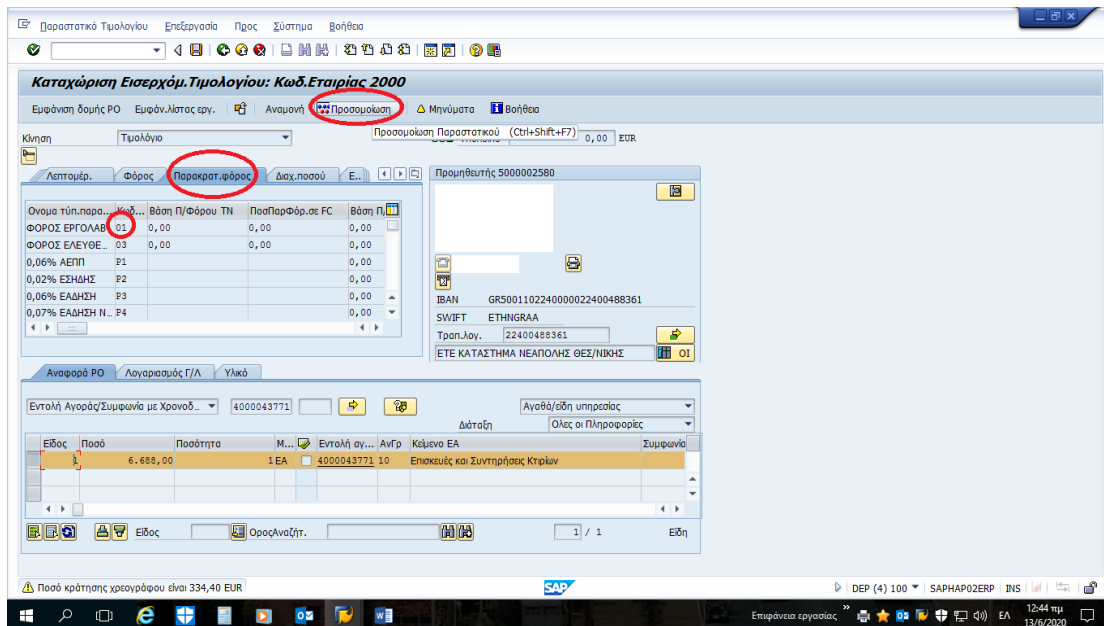 Παραστατικό Τιμολογίου Επεξεργασία Προς Σύστημα Βοήθεια
Καταχώριση Εισερχόμ.Τιμολογίου: Κωδ.Εταιρίας 2000
Εμφάνιση δομής PO Εμφάν.λίστας εργ. Αναμονή Προσομοίωση Μηνύματα Βοήθεια
Κίνηση Τιμολόγιο Προσομοίωση Παραστατικού (Ctrl+Shift+F7) 0,00 EUR
Λεπτομέρ. Φόρος Παρακρατ.φόρος Διαχ.ποσού Ε.. Προμηθευτής 5000002580
Ονομα τύπ.παρα... Κωδ... Βάση Π/Φόρου TN ΠοσΠαρΦόρ.σε FC Βάση Π/
ΦΟΡΟΣ ΕΡΓΟΛΑΒ 01 0,00 0,00 0,00
ΦΟΡΟΣ ΕΛΕΥΘΕ.. 03 0,00 0,00 0,00
0,06% ΑΕΠΠ P1 0,00
0,02% ΕΣΗΔΗΣ P2 0,00
0,06% ΕΑΔΗΣΗ P3 0,00
0,07% ΕΑΔΗΣΗ Ν.. P4 0,00
IBAN GR5001102240000022400488361
SWIFT ETHNGRAA
Τραπ.λογ. 22400488361
ΕΤΕ ΚΑΤΑΣΤΗΜΑ ΝΕΑΠΟΛΗΣ ΘΕΣ/ΝΙΚΗΣ OI
Αναφορά PO Λογαριασμός Γ/Λ Υλικό
Εντολή Αγοράς/Συμφωνία με Χρονοδ.. 4000043771 Αγαθά/είδη υπηρεσίας
Διάταξη Ολες οι Πληροφορίες
Είδος Ποσό Ποσότητα Μ... Εντολή αγ... ΑνΓρ Κείμενο ΕΑ Συμφωνία
1 6.688,00 1 EA 4000043771 10 Επισκευές και Συντηρήσεις Κτιρίων
Είδος ΟροςΑναζήτ. 1 / 1 Είδη
Ποσό κράτησης χρεογράφου είναι 334,40 EUR SAP DEP (4) 100 SAPHAP02ERP INS
Επιφάνεια εργασίας ΕΛ 12:44 πμ
13/6/2020